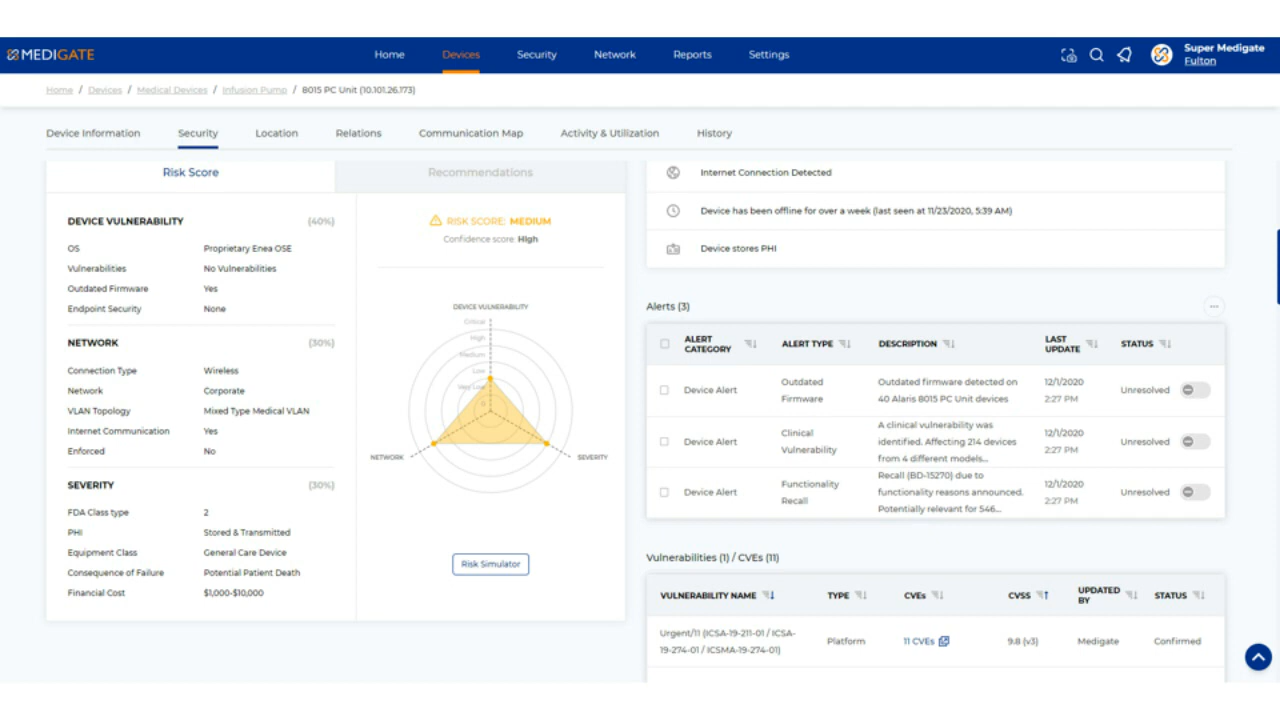 MEDIGATE
Home Devices Security Network Reports Settings
Super Medigate
Fulton
Home / Devices / Medical Devices / Infusion Pump / 8015 PC Unit (10.101.26.173)
Device Information Security Location Relations Communication Map Activity & Utilization History
Risk Score Recommendations
DEVICE VULNERABILITY (40%)
OS Proprietary Enea OSE
Vulnerabilities No Vulnerabilities
Outdated Firmware Yes
Endpoint Security None
NETWORK (30%)
Connection Type Wireless
Network Corporate
VLAN Topology Mixed Type Medical VLAN
Internet Communication Yes
Enforced No
SEVERITY (30%)
FDA Class type 2
PHI Stored & Transmitted
Equipment Class General Care Device
Consequence of Failure Potential Patient Death
Financial Cost $1,000-$10,000
RISK SCORE: MEDIUM
Confidence score: High
DEVICE VULNERABILITY
Critical
High
Medium
Low
Very Low
0
NETWORK
SEVERITY
Risk Simulator
Internet Connection Detected
Device has been offline for over a week (last seen at 11/23/2020, 5:39 AM)
Device stores PHI
Alerts (3)
ALERT CATEGORY ALERT TYPE DESCRIPTION LAST UPDATE STATUS
Device Alert Outdated Firmware Outdated firmware detected on 40 Alaris 8015 PC Unit devices 12/1/2020 2:27 PM Unresolved
Device Alert Clinical Vulnerability A clinical vulnerability was identified. Affecting 214 devices from 4 different models... 12/1/2020 2:27 PM Unresolved
Device Alert Functionality Recall Recall (BD-15270) due to functionality reasons announced. Potentially relevant for 546... 12/1/2020 2:27 PM Unresolved
Vulnerabilities (1) / CVEs (11)
VULNERABILITY NAME TYPE CVEs CVSS UPDATED BY STATUS
Urgent/11 (ICSA-19-211-01 / ICSA-19-274-01 / ICSMA-19-274-01) Platform 11 CVEs 9.8 (v3) Medigate Confirmed